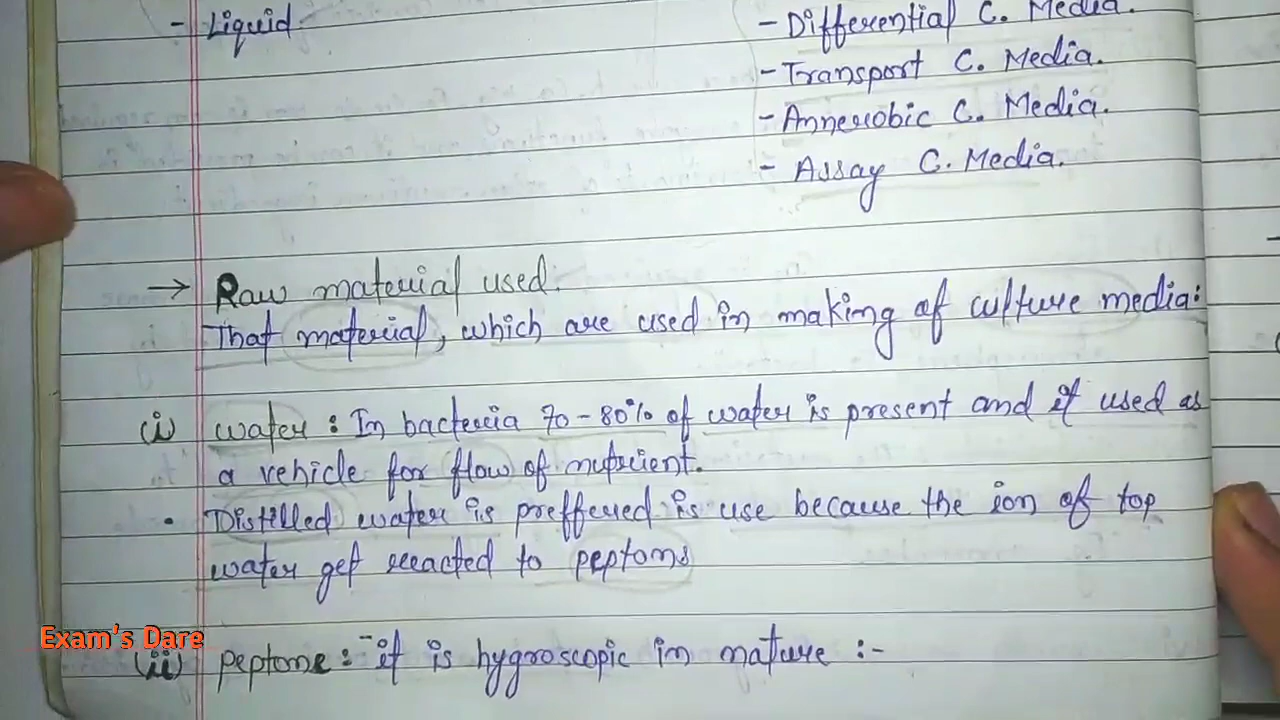 - Liquid
- Differential C. Media.
- Transport C. Media.
- Annerobic C. Media.
- Assay C. Media.
→ Raw material used:
That material, which are used in making of culture media:
(i) water : In bacteria 70-80% of water is present and it used as
a vehicle for flow of nutrient.
• Distilled water is preffered is use because the ion of top
water get reacted to peptoms
Exam's Dare
(ii) peptone :- it is hygroscopic in nature :-